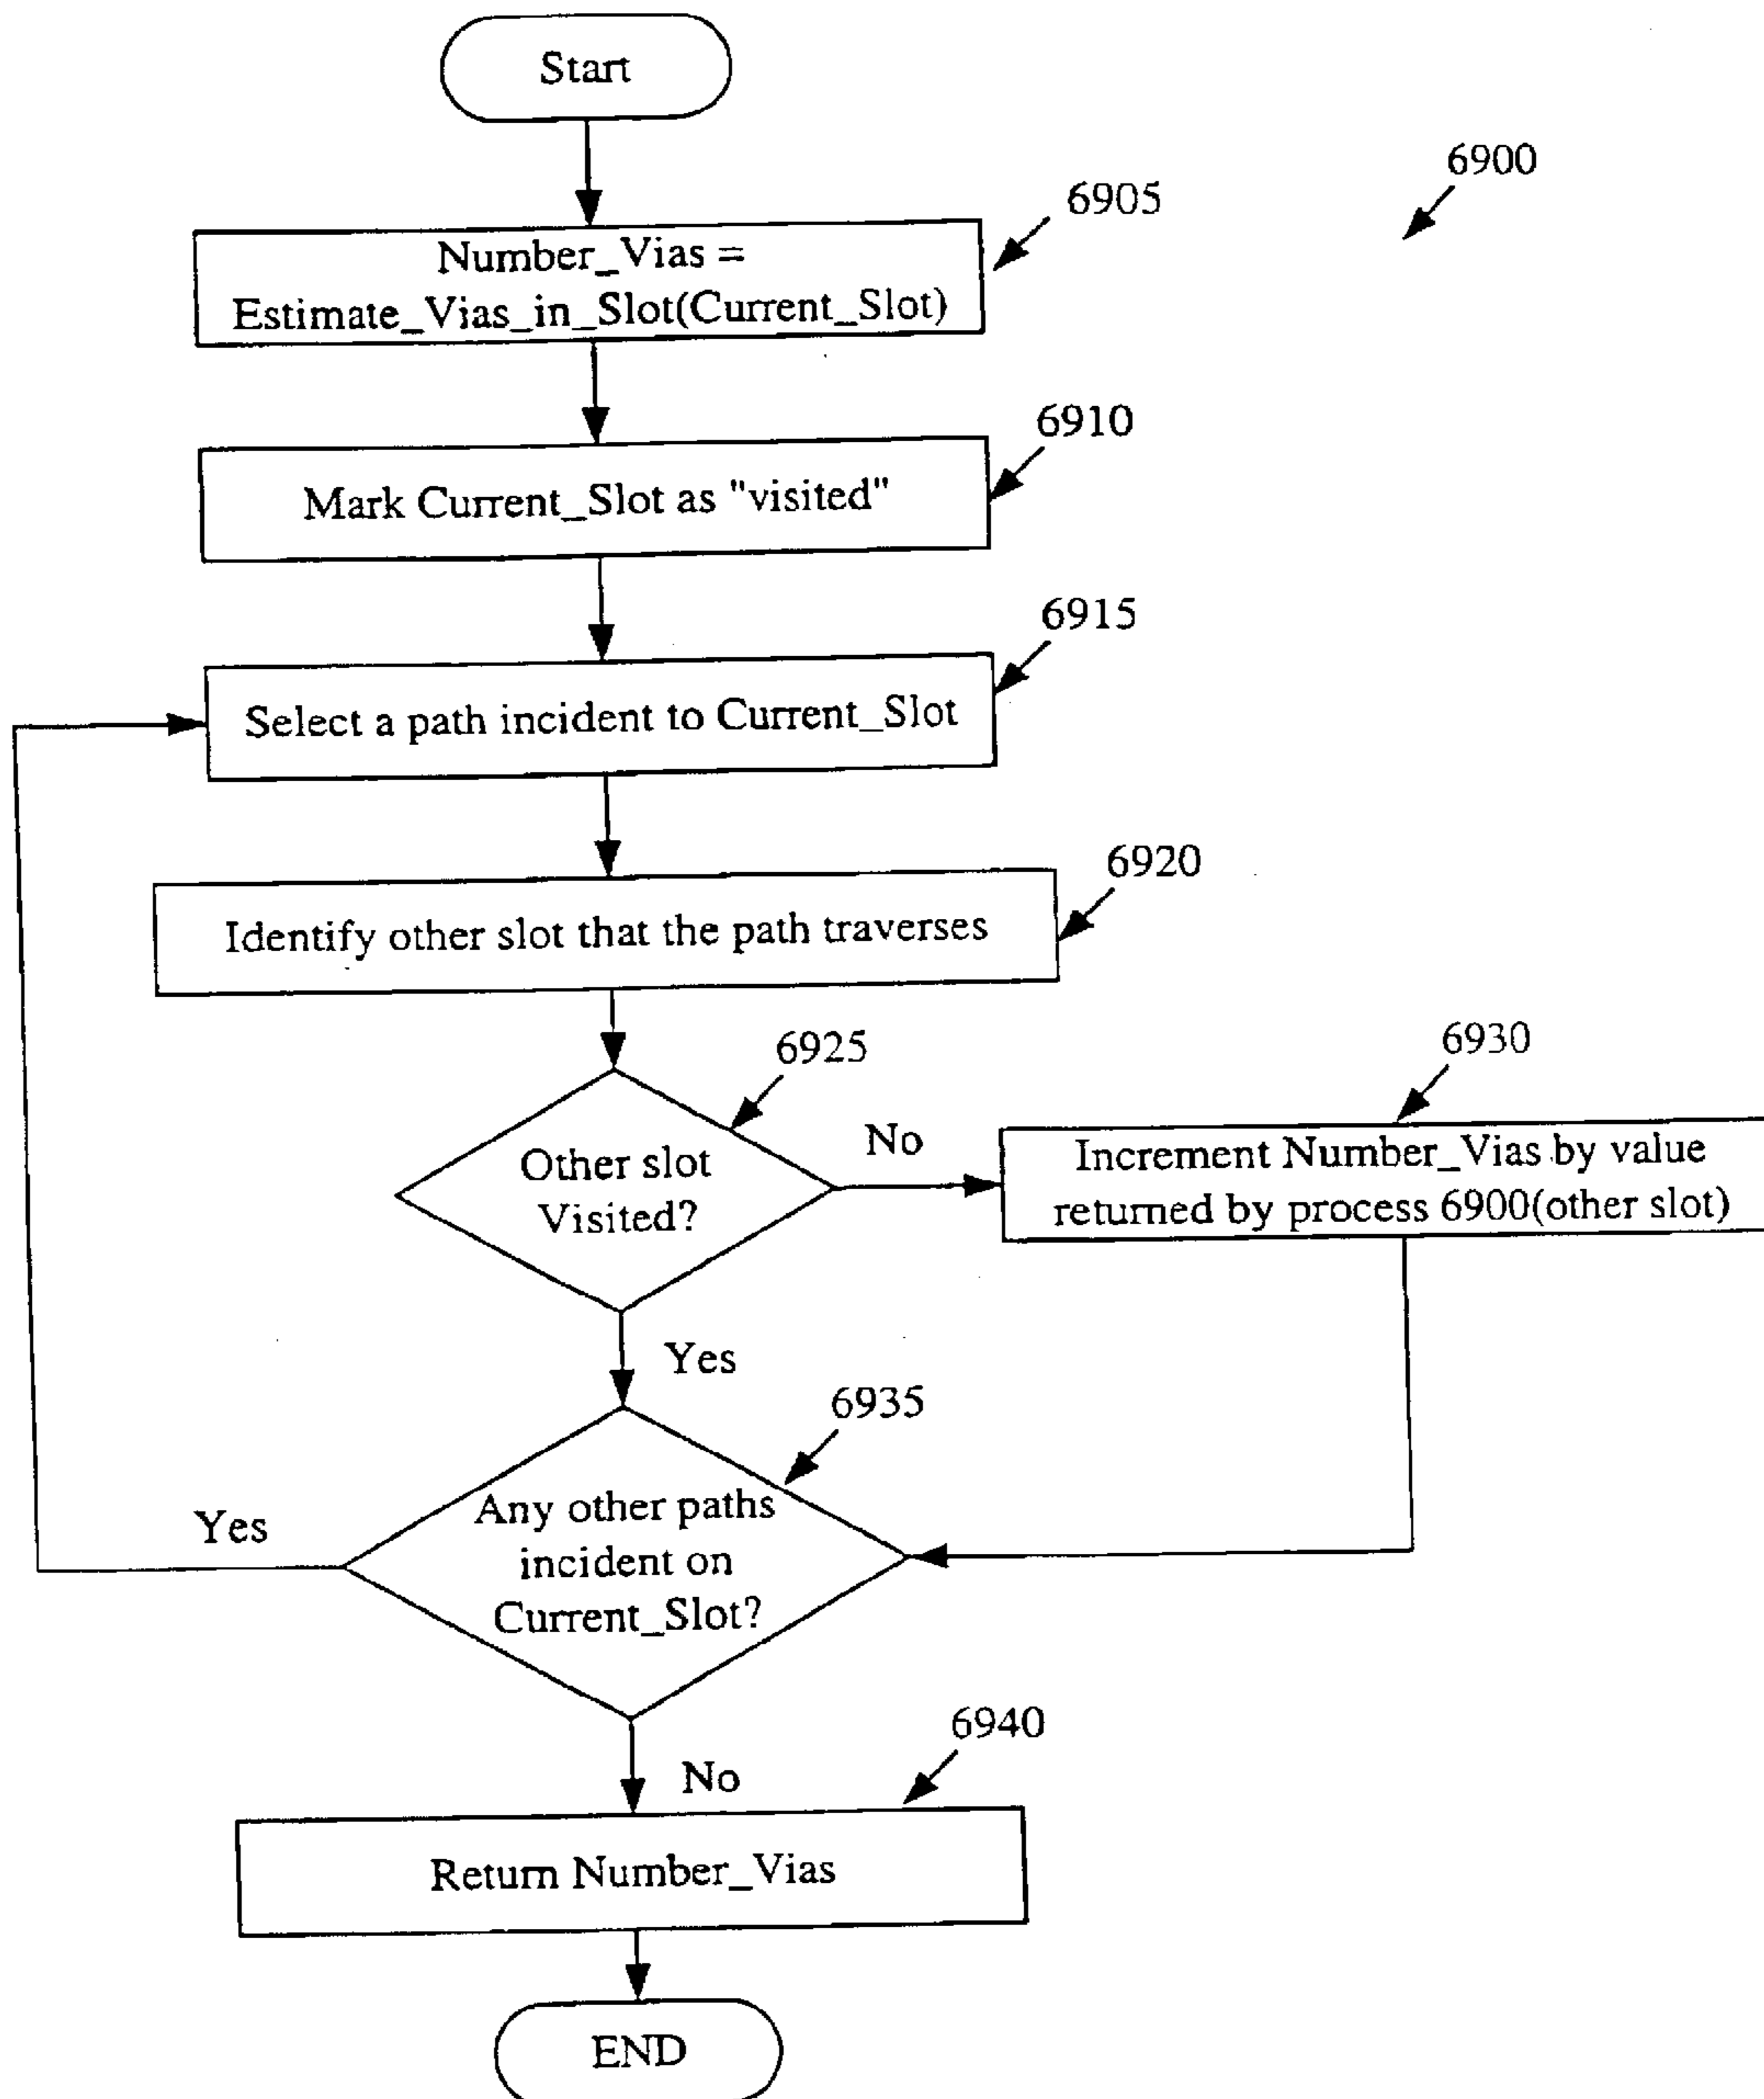 Start
6900
6905
Number_Vias =
Estimate_Vias_in_Slot(Current_Slot)
6910
Mark Current_Slot as "visited"
6915
Select a path incident to Current_Slot
6920
Identify other slot that the path traverses
6925
Other slot
Visited?
No
6930
Increment Number_Vias by value
returned by process 6900(other slot)
Yes
6935
Any other paths
incident on
Current_Slot?
Yes
No
6940
Return Number_Vias
END